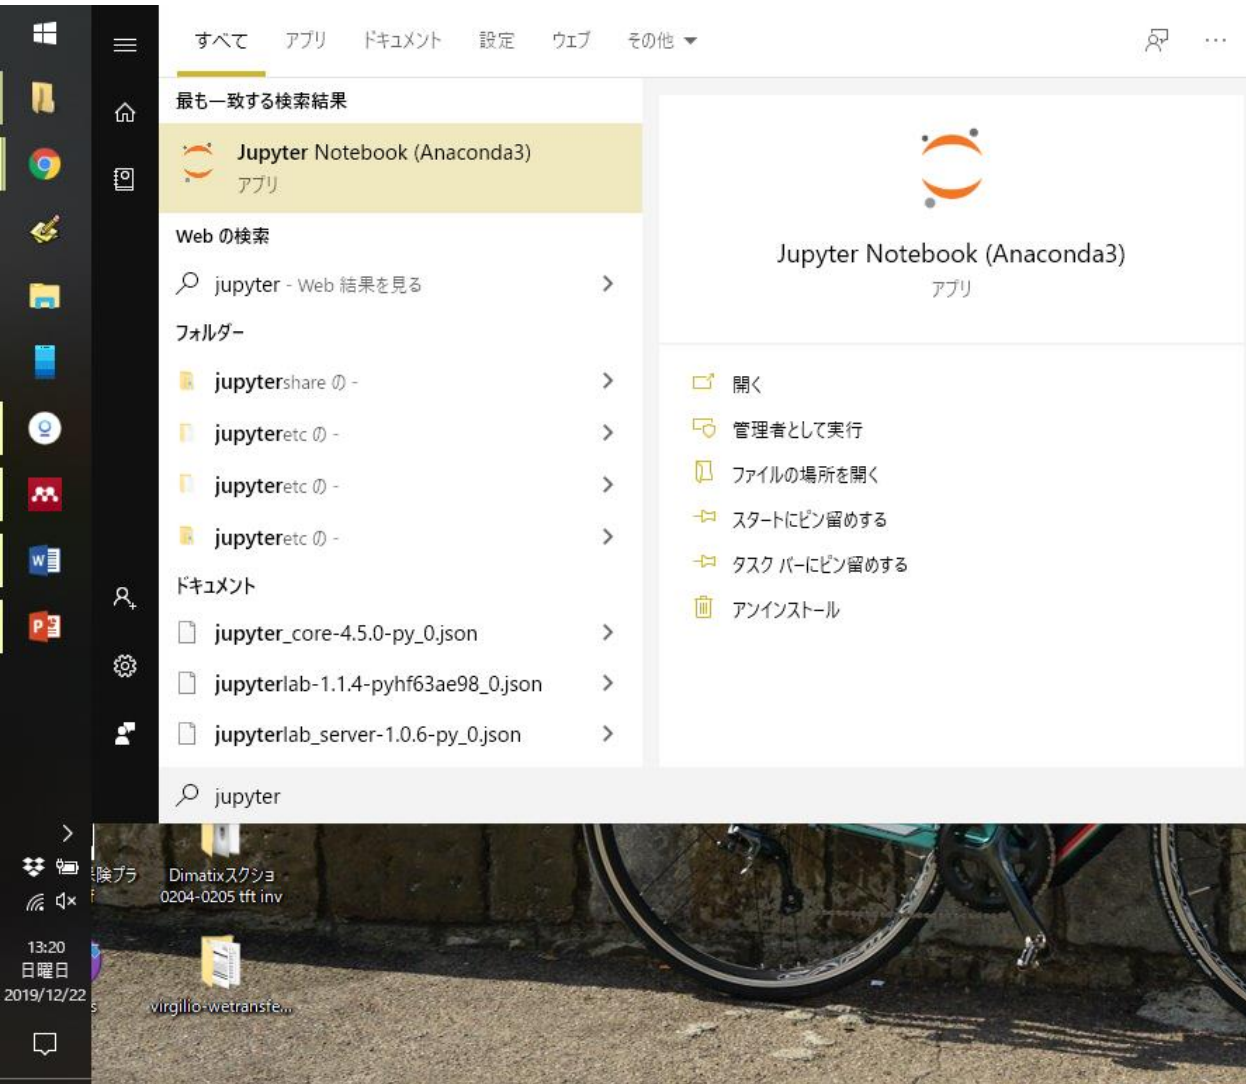 すべて
アプリ
ドキュメント
設定
ウェブ
その他
最も一致する検索結果
Jupyter Notebook (Anaconda3)
アプリ
Web の検索
jupyter - Web 結果を見る
フォルダー
jupytershare の -
jupyteretc の -
jupyteretc の -
jupyteretc の -
ドキュメント
jupyter_core-4.5.0-py_0.json
jupyterlab-1.1.4-pyhf63ae98_0.json
jupyterlab_server-1.0.6-py_0.json
jupyter
Jupyter Notebook (Anaconda3)
アプリ
開く
管理者として実行
ファイルの場所を開く
スタートにピン留めする
タスク バーにピン留めする
アンインストール
険プラ
Dimatixスクショ
0204-0205 tft inv
virgilio-wetransfe...
13:20
日曜日
2019/12/22